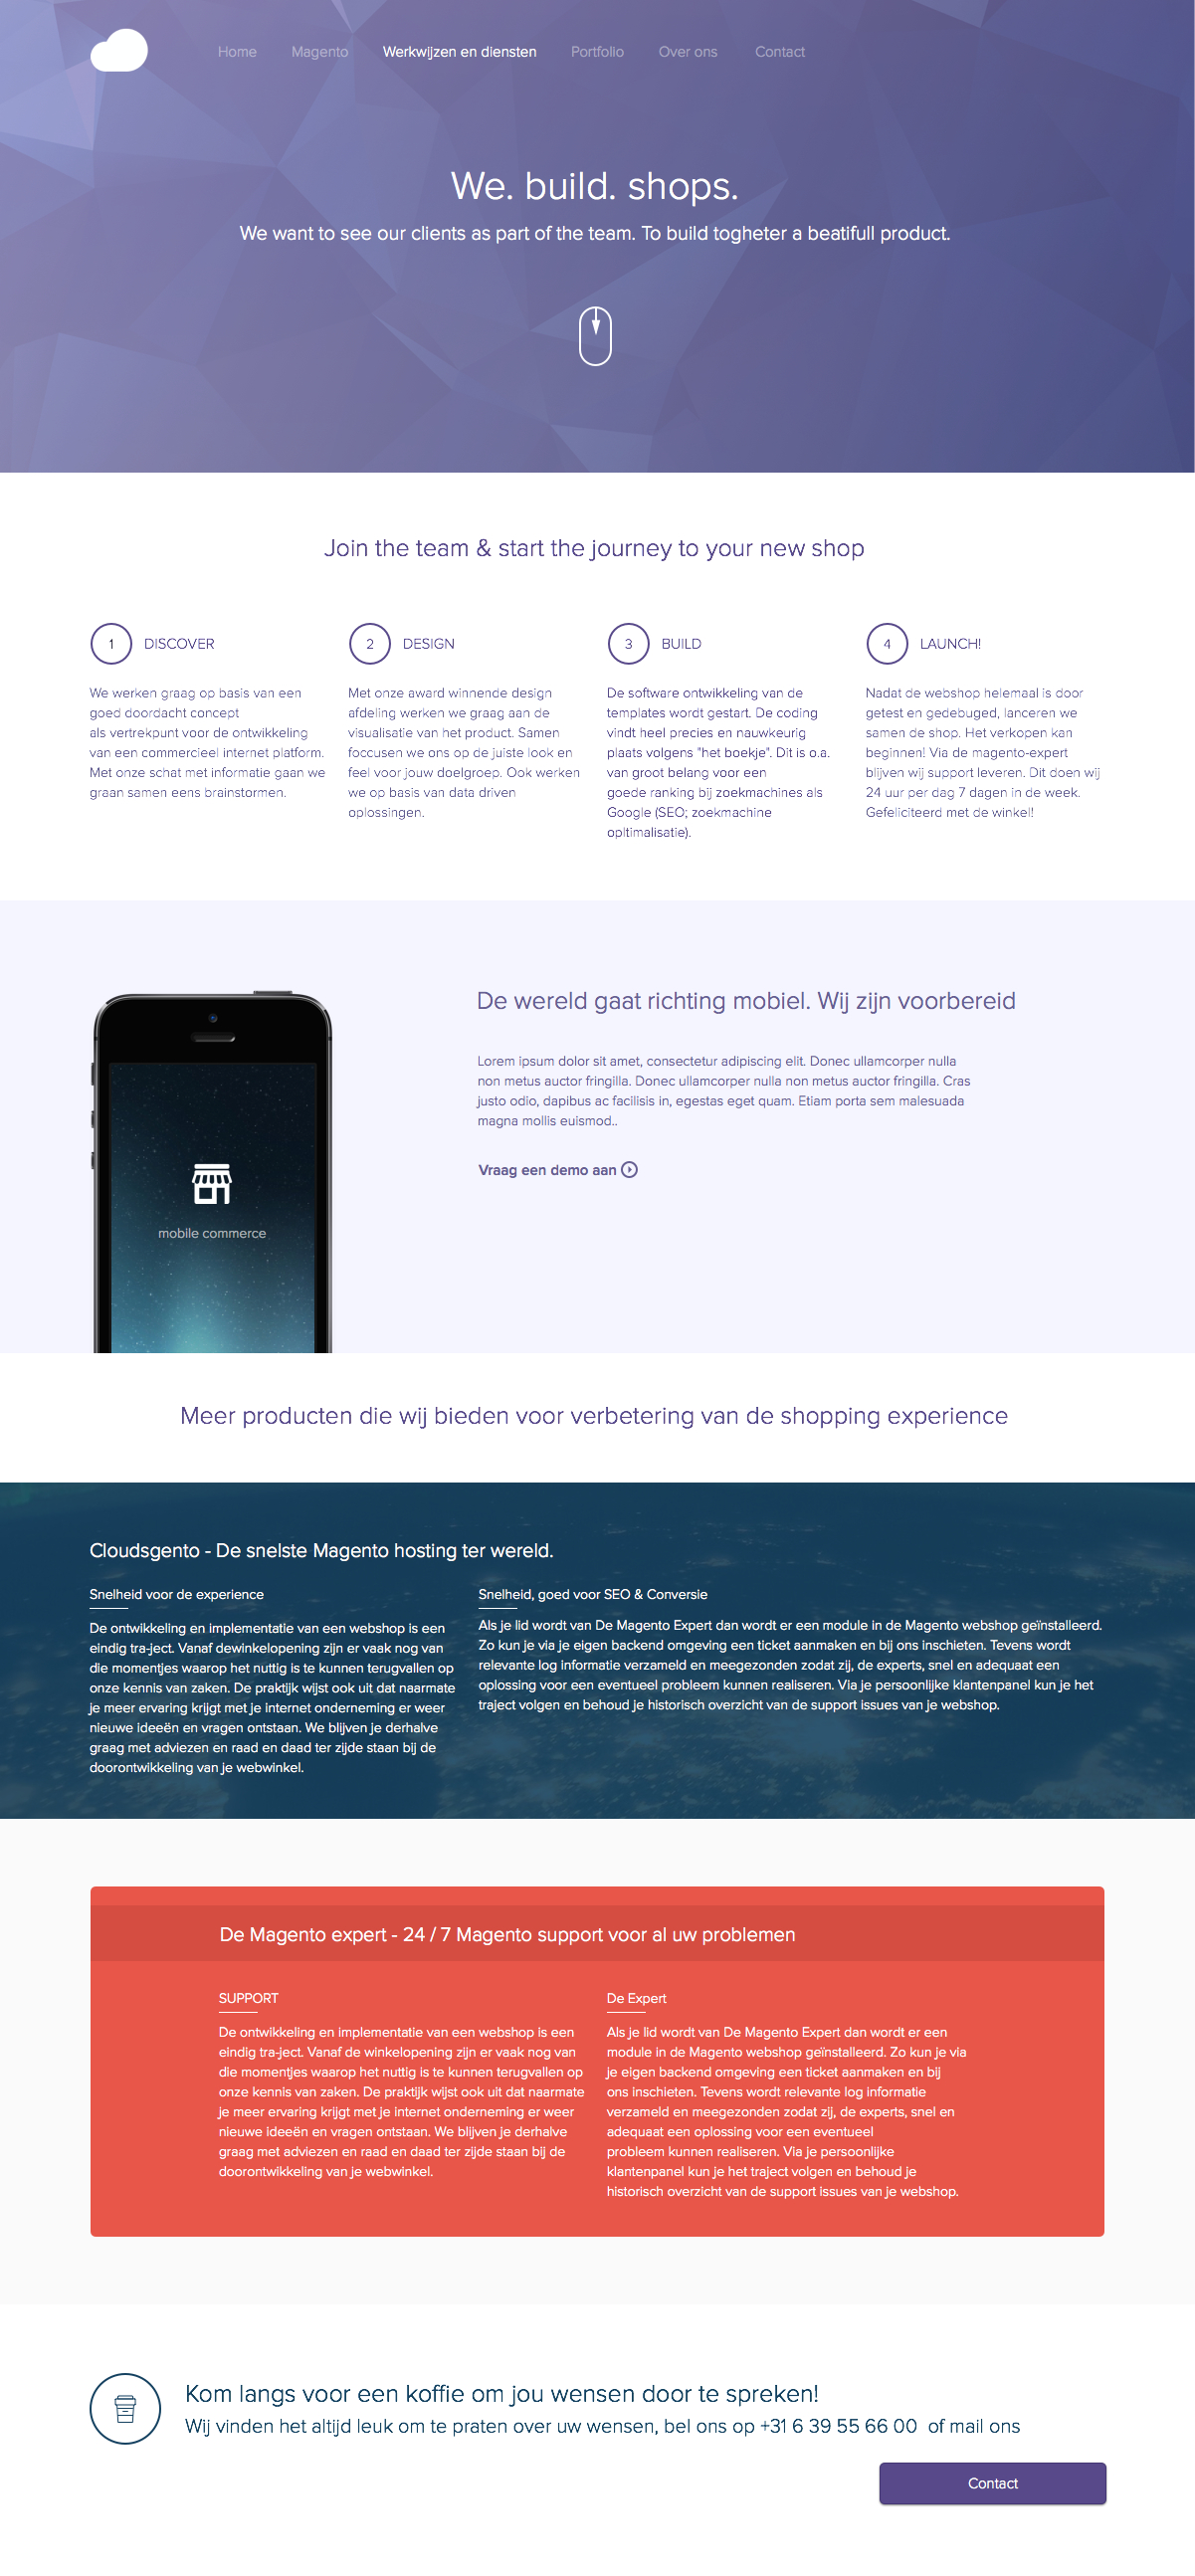 Home Magento Werkwijzen en diensten Portfolio Over ons Contact
We. build. shops.
We want to see our clients as part of the team. To build togheter a beatifull product.
Join the team & start the journey to your new shop
1 DISCOVER
We werken graag op basis van een
goed doordacht concept
als vertrekpunt voor de ontwikkeling
van een commercieel internet platform.
Met onze schat met informatie gaan we
graan samen eens brainstormen.
2 DESIGN
Met onze award winnende design
afdeling werken we graag aan de
visualisatie van het product. Samen
foccusen we ons op de juiste look en
feel voor jouw doelgroep. Ook werken
we op basis van data driven
oplossingen.
3 BUILD
De software ontwikkeling van de
templates wordt gestart. De coding
vindt heel precies en nauwkeurig
plaats volgens "het boekje". Dit is o.a.
van groot belang voor een
goede ranking bij zoekmachines als
Google (SEO; zoekmachine
opltimalisatie).
4 LAUNCH!
Nadat de webshop helemaal is door
getest en gedebuged, lanceren we
samen de shop. Het verkopen kan
beginnen! Via de magento-expert
blijven wij support leveren. Dit doen wij
24 uur per dag 7 dagen in de week.
Gefeliciteerd met de winkel!
mobile commerce
De wereld gaat richting mobiel. Wij zijn voorbereid
Lorem ipsum dolor sit amet, consectetur adipiscing elit. Donec ullamcorper nulla
non metus auctor fringilla. Donec ullamcorper nulla non metus auctor fringilla. Cras
justo odio, dapibus ac facilisis in, egestas eget quam. Etiam porta sem malesuada
magna mollis euismod..
Vraag een demo aan
Meer producten die wij bieden voor verbetering van de shopping experience
Cloudsgento - De snelste Magento hosting ter wereld.
Snelheid voor de experience
De ontwikkeling en implementatie van een webshop is een
eindig tra-ject. Vanaf dewinkelopening zijn er vaak nog van
die momentjes waarop het nuttig is te kunnen terugvallen op
onze kennis van zaken. De praktijk wijst ook uit dat naarmate
je meer ervaring krijgt met je internet onderneming er weer
nieuwe ideeën en vragen ontstaan. We blijven je derhalve
graag met adviezen en raad en daad ter zijde staan bij de
doorontwikkeling van je webwinkel.
Snelheid, goed voor SEO & Conversie
Als je lid wordt van De Magento Expert dan wordt er een module in de Magento webshop geïnstalleerd.
Zo kun je via je eigen backend omgeving een ticket aanmaken en bij ons inschieten. Tevens wordt
relevante log informatie verzameld en meegezonden zodat zij, de experts, snel en adequaat een
oplossing voor een eventueel probleem kunnen realiseren. Via je persoonlijke klantenpanel kun je het
traject volgen en behoud je historisch overzicht van de support issues van je webshop.
De Magento expert - 24 / 7 Magento support voor al uw problemen
SUPPORT
De ontwikkeling en implementatie van een webshop is een
eindig tra-ject. Vanaf de winkelopening zijn er vaak nog van
die momentjes waarop het nuttig is te kunnen terugvallen op
onze kennis van zaken. De praktijk wijst ook uit dat naarmate
je meer ervaring krijgt met je internet onderneming er weer
nieuwe ideeën en vragen ontstaan. We blijven je derhalve
graag met adviezen en raad en daad ter zijde staan bij de
doorontwikkeling van je webwinkel.
De Expert
Als je lid wordt van De Magento Expert dan wordt er een
module in de Magento webshop geïnstalleerd. Zo kun je via
je eigen backend omgeving een ticket aanmaken en bij
ons inschieten. Tevens wordt relevante log informatie
verzameld en meegezonden zodat zij, de experts, snel en
adequaat een oplossing voor een eventueel
probleem kunnen realiseren. Via je persoonlijke
klantenpanel kun je het traject volgen en behoud je
historisch overzicht van de support issues van je webshop.
Kom langs voor een koffie om jou wensen door te spreken!
Wij vinden het altijd leuk om te praten over uw wensen, bel ons op +31 6 39 55 66 00 of mail ons
Contact